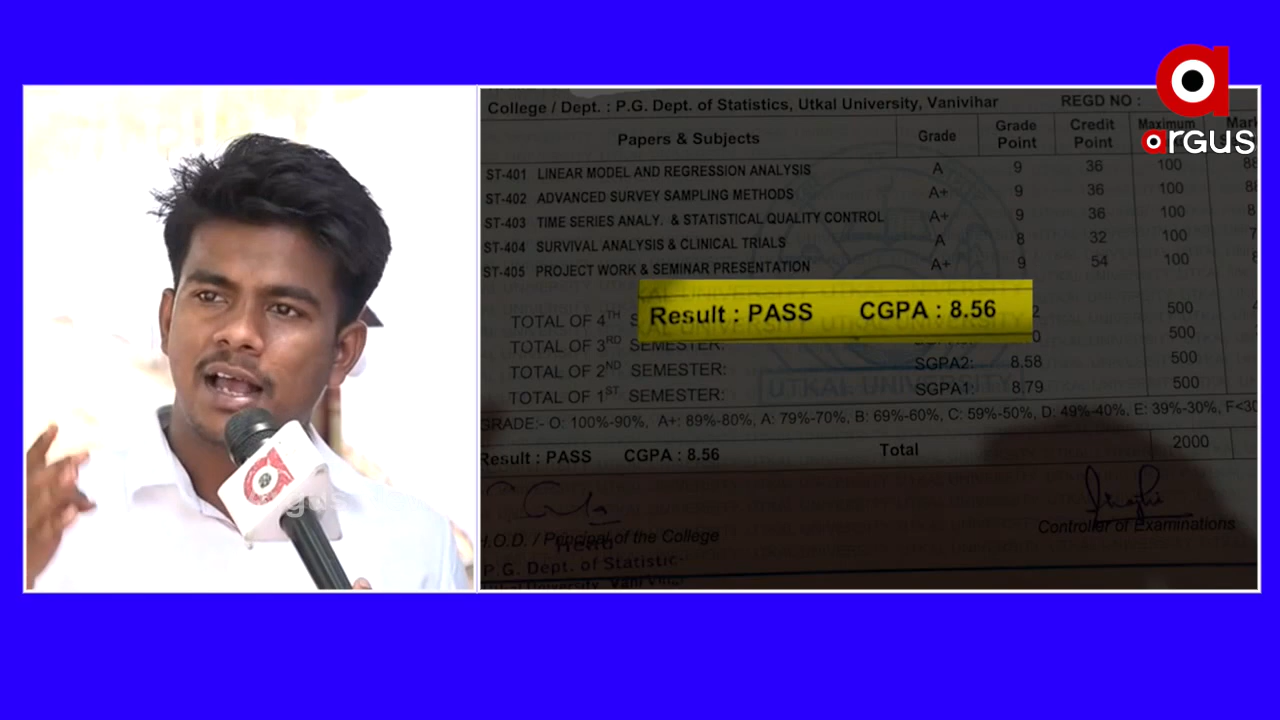 argus
College / Dept. : P.G. Dept. of Statistics, Utkal University, Vanivihar REGD NO :
Papers & Subjects Grade Grade Point Credit Point Maximum
ST-401 LINEAR MODEL AND REGRESSION ANALYSIS A 9 36 100
ST-402 ADVANCED SURVEY SAMPLING METHODS A+ 9 36 100
ST-403 TIME SERIES ANALY. & STATISTICAL QUALITY CONTROL A+ 9 36 100
ST-404 SURVIVAL ANALYSIS & CLINICAL TRIALS A 8 32 100
ST-405 PROJECT WORK & SEMINAR PRESENTATION A+ 9 54 100
Result : PASS CGPA : 8.56
TOTAL OF 4TH 500
TOTAL OF 3RD SEMESTER: 500
TOTAL OF 2ND SEMESTER: SGPA2: 8.58 500
TOTAL OF 1ST SEMESTER: SGPA1: 8.79 500
UTKAL UNIVERSITY
GRADE:- O: 100%-90%, A+: 89%-80%, A: 79%-70%, B: 69%-60%, C: 59%-50%, D: 49%-40%, E: 39%-30%, F<30
Result : PASS CGPA : 8.56 Total 2000
H.O.D. / Principal of the College Controller of Examinations
Head
P.G. Dept. of Statistic